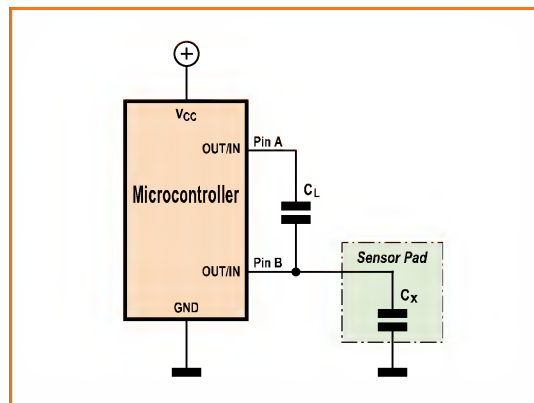 +
VCC
OUT/IN
Pin A
CL
Microcontroller
OUT/IN
Pin B
Sensor Pad
CX
GND